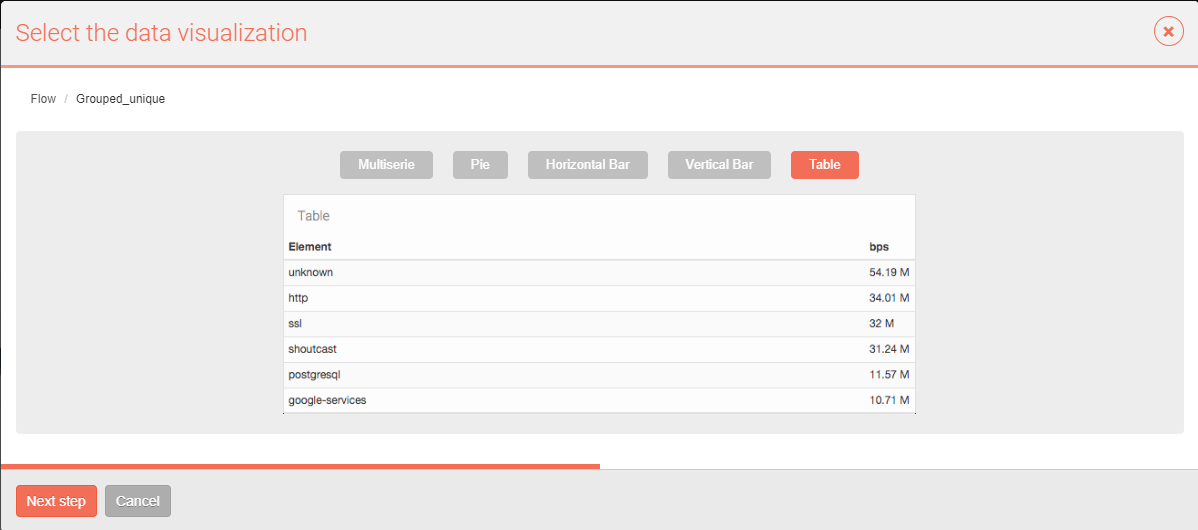 Select the data visualization
Flow / Grouped_unique
Multiserie Pie Horizontal Bar Vertical Bar Table
Table
Element bps
unknown 54.19 M
http 34.01 M
ssl 32 M
shoutcast 31.24 M
postgresql 11.57 M
google-services 10.71 M
Next step Cancel